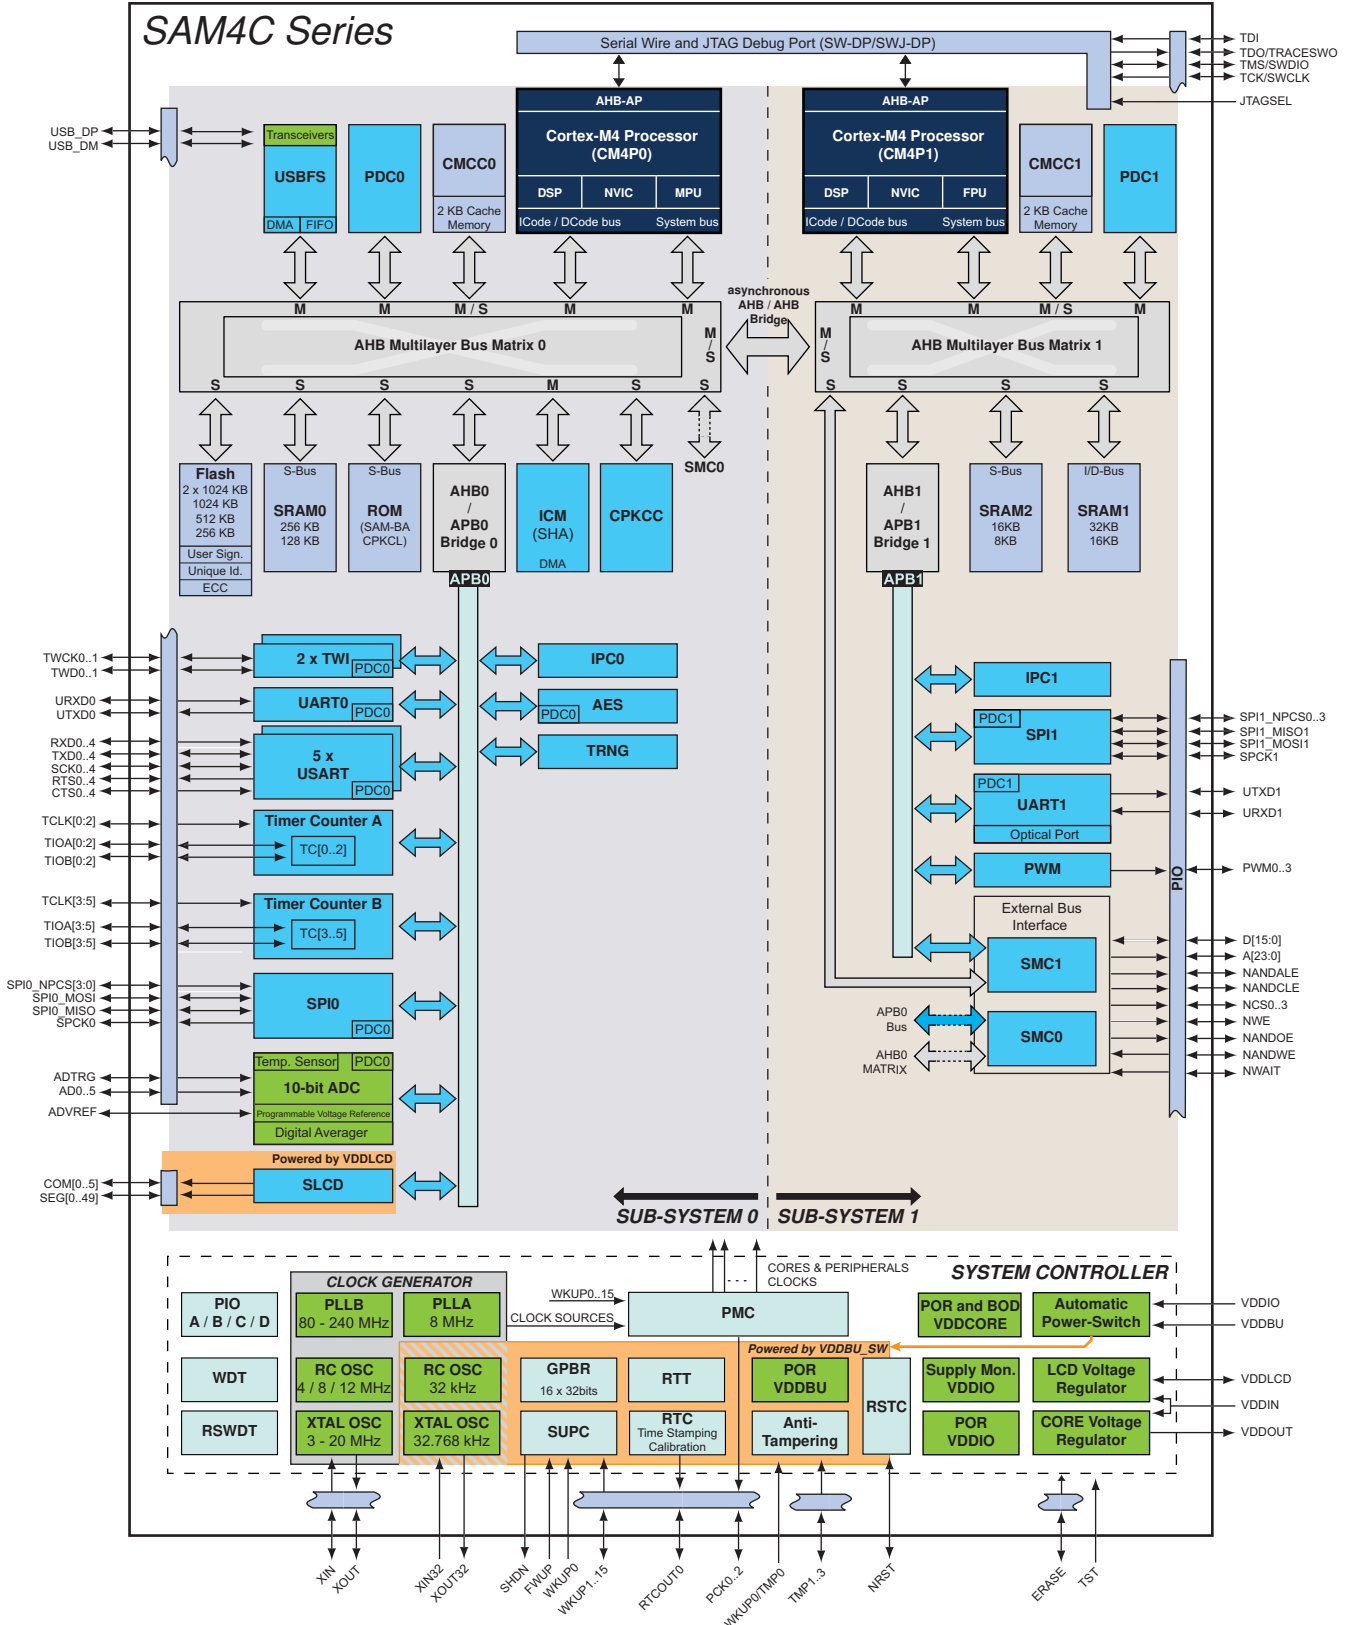 SAM4C Series
Serial Wire and JTAG Debug Port (SW-DP/SWJ-DP)
TDI
TDO/TRACESWO
TMS/SWDIO
TCK/SWCLK
JTAGSEL
USB_DP
USB_DM
Transceivers
USBFS
DMA
FIFO
PDC0
CMCC0
2 KB Cache
Memory
AHB-AP
Cortex-M4 Processor
(CM4P0)
DSP
NVIC
MPU
ICode / DCode bus
System bus
AHB-AP
Cortex-M4 Processor
(CM4P1)
DSP
NVIC
FPU
ICode / DCode bus
System bus
CMCC1
2 KB Cache
Memory
PDC1
M
M
M / S
M
M
AHB Multilayer Bus Matrix 0
M
/
S
S
S
S
S
M
S
S
asynchronous
AHB / AHB
Bridge
M
M
M / S
M
M
/
S
AHB Multilayer Bus Matrix 1
S
S
S
S
Flash
2 x 1024 KB
1024 KB
512 KB
256 KB
User Sign.
Unique Id.
ECC
S-Bus
SRAM0
256 KB
128 KB
S-Bus
ROM
(SAM-BA
CPKCL)
AHB0
/
APB0
Bridge 0
APB0
ICM
(SHA)
DMA
CPKCC
SMC0
AHB1
/
APB1
Bridge 1
APB1
S-Bus
SRAM2
16KB
8KB
I/D-Bus
SRAM1
32KB
16KB
TWCK0..1
TWD0..1
2 x TWI
PDC0
IPC0
URXD0
UTXD0
UART0
PDC0
AES
PDC0
RXD0..4
TXD0..4
SCK0..4
RTS0..4
CTS0..4
5 x
USART
PDC0
TRNG
TCLK[0:2]
TIOA[0:2]
TIOB[0:2]
Timer Counter A
TC[0..2]
TCLK[3:5]
TIOA[3:5]
TIOB[3:5]
Timer Counter B
TC[3..5]
SPI0_NPCS[3:0]
SPI0_MOSI
SPI0_MISO
SPCK0
SPI0
PDC0
ADTRG
AD0..5
ADVREF
Temp. Sensor
PDC0
10-bit ADC
Programmable Voltage Reference
Digital Averager
Powered by VDDLCD
COM[0..5]
SEG[0..49]
SLCD
IPC1
PDC1
SPI1
SPI1_NPCS0..3
SPI1_MISO1
SPI1_MOSI1
SPCK1
PDC1
UART1
Optical Port
UTXD1
URXD1
PWM
PWM0..3
PIO
External Bus
Interface
SMC1
SMC0
APB0
Bus
AHB0
MATRIX
D[15:0]
A[23:0]
NANDALE
NANDCLE
NCS0..3
NWE
NANDOE
NANDWE
NWAIT
SUB-SYSTEM 0
SUB-SYSTEM 1
CORES & PERIPHERALS
CLOCKS
SYSTEM CONTROLLER
PIO
A / B / C / D
WDT
RSWDT
CLOCK GENERATOR
PLLB
80 - 240 MHz
PLLA
8 MHz
RC OSC
4 / 8 / 12 MHz
RC OSC
32 kHz
XTAL OSC
3 - 20 MHz
XTAL OSC
32.768 kHz
WKUP0..15
CLOCK SOURCES
PMC
Powered by VDDBU_SW
GPBR
16 x 32bits
RTT
POR
VDDBU
SUPC
RTC
Time Stamping
Calibration
Anti-
Tampering
RSTC
POR and BOD
VDDCORE
Automatic
Power-Switch
Supply Mon.
VDDIO
LCD Voltage
Regulator
POR
VDDIO
CORE Voltage
Regulator
VDDIO
VDDBU
VDDLCD
VDDIN
VDDOUT
XIN
XOUT
XIN32
XOUT32
SHDN
FWUP
WKUP0
WKUP1..15
RTCOUT0
PCK0..2
WKUP0/TMP0
TMP1..3
NRST
ERASE
TST